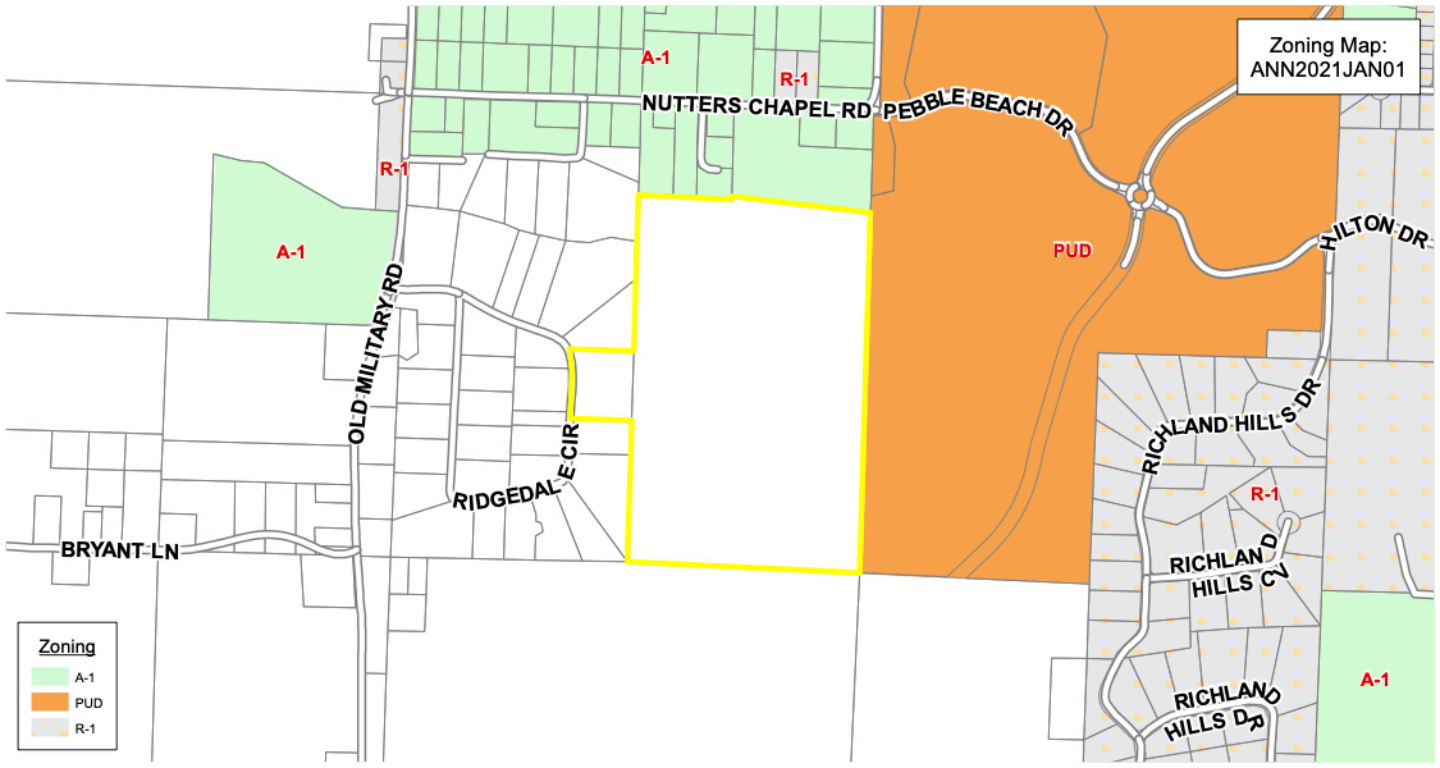 Zoning Map:
ANN2021JAN01
A-1
R-1
NUTTERS CHAPEL RD
PEBBLE BEACH DR
R-1
A-1
PUD
HILTON DR
OLD MILITARY RD
RICHLAND HILLS DR
RIDGEDALE CIR
R-1
BRYANT LN
RICHLAND
HILLS CV
Zoning
A-1
PUD
R-1
A-1
RICHLAND
HILLS DR